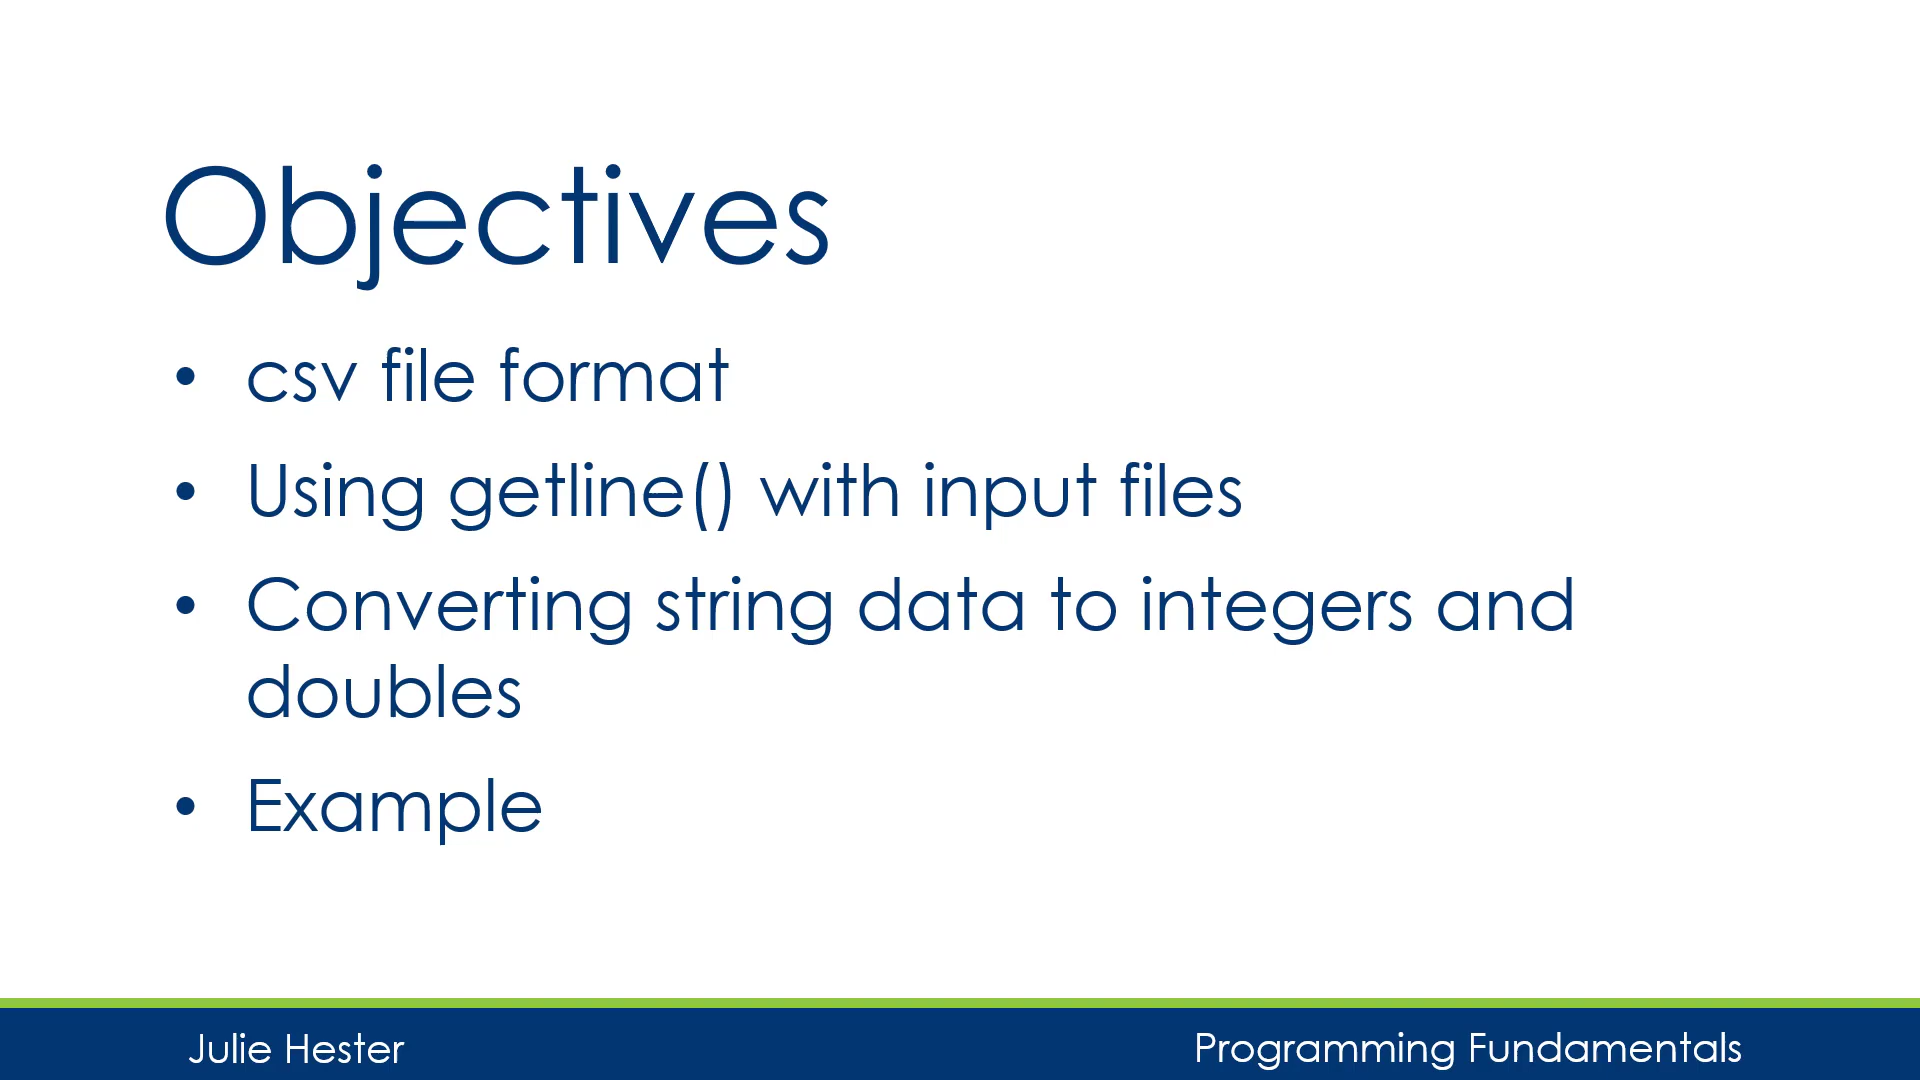 Objectives
• csv file format
• Using getline() with input files
• Converting string data to integers and
doubles
• Example
Julie Hester
Programming Fundamentals